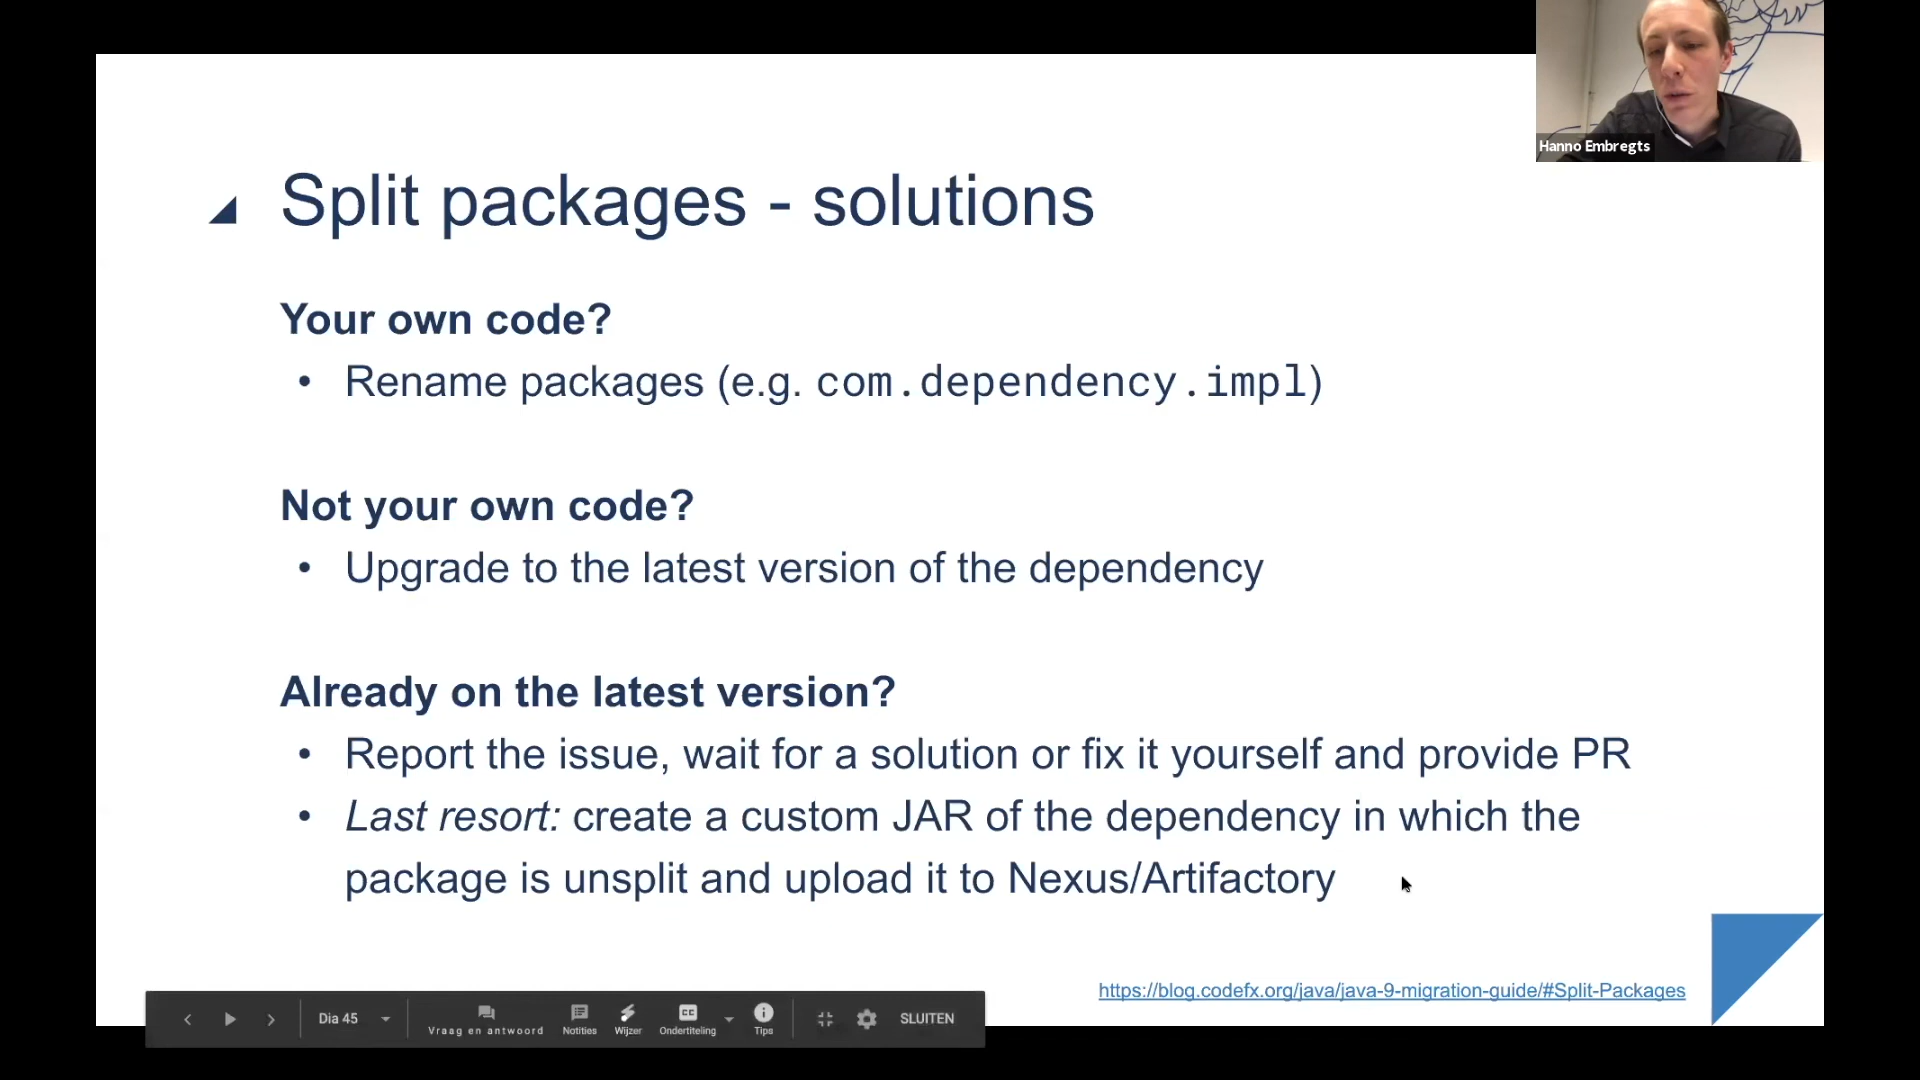 Hanno Embregts
Split packages - solutions
Your own code?
• Rename packages (e.g. com.dependency.impl)
Not your own code?
• Upgrade to the latest version of the dependency
Already on the latest version?
• Report the issue, wait for a solution or fix it yourself and provide PR
• Last resort: create a custom JAR of the dependency in which the
package is unsplit and upload it to Nexus/Artifactory
https://blog.codefx.org/java/java-9-migration-guide/#Split-Packages
Dia 45
Vraag en antwoord
Notities
Wijzer
CC
Ondertiteling
Tips
SLUITEN